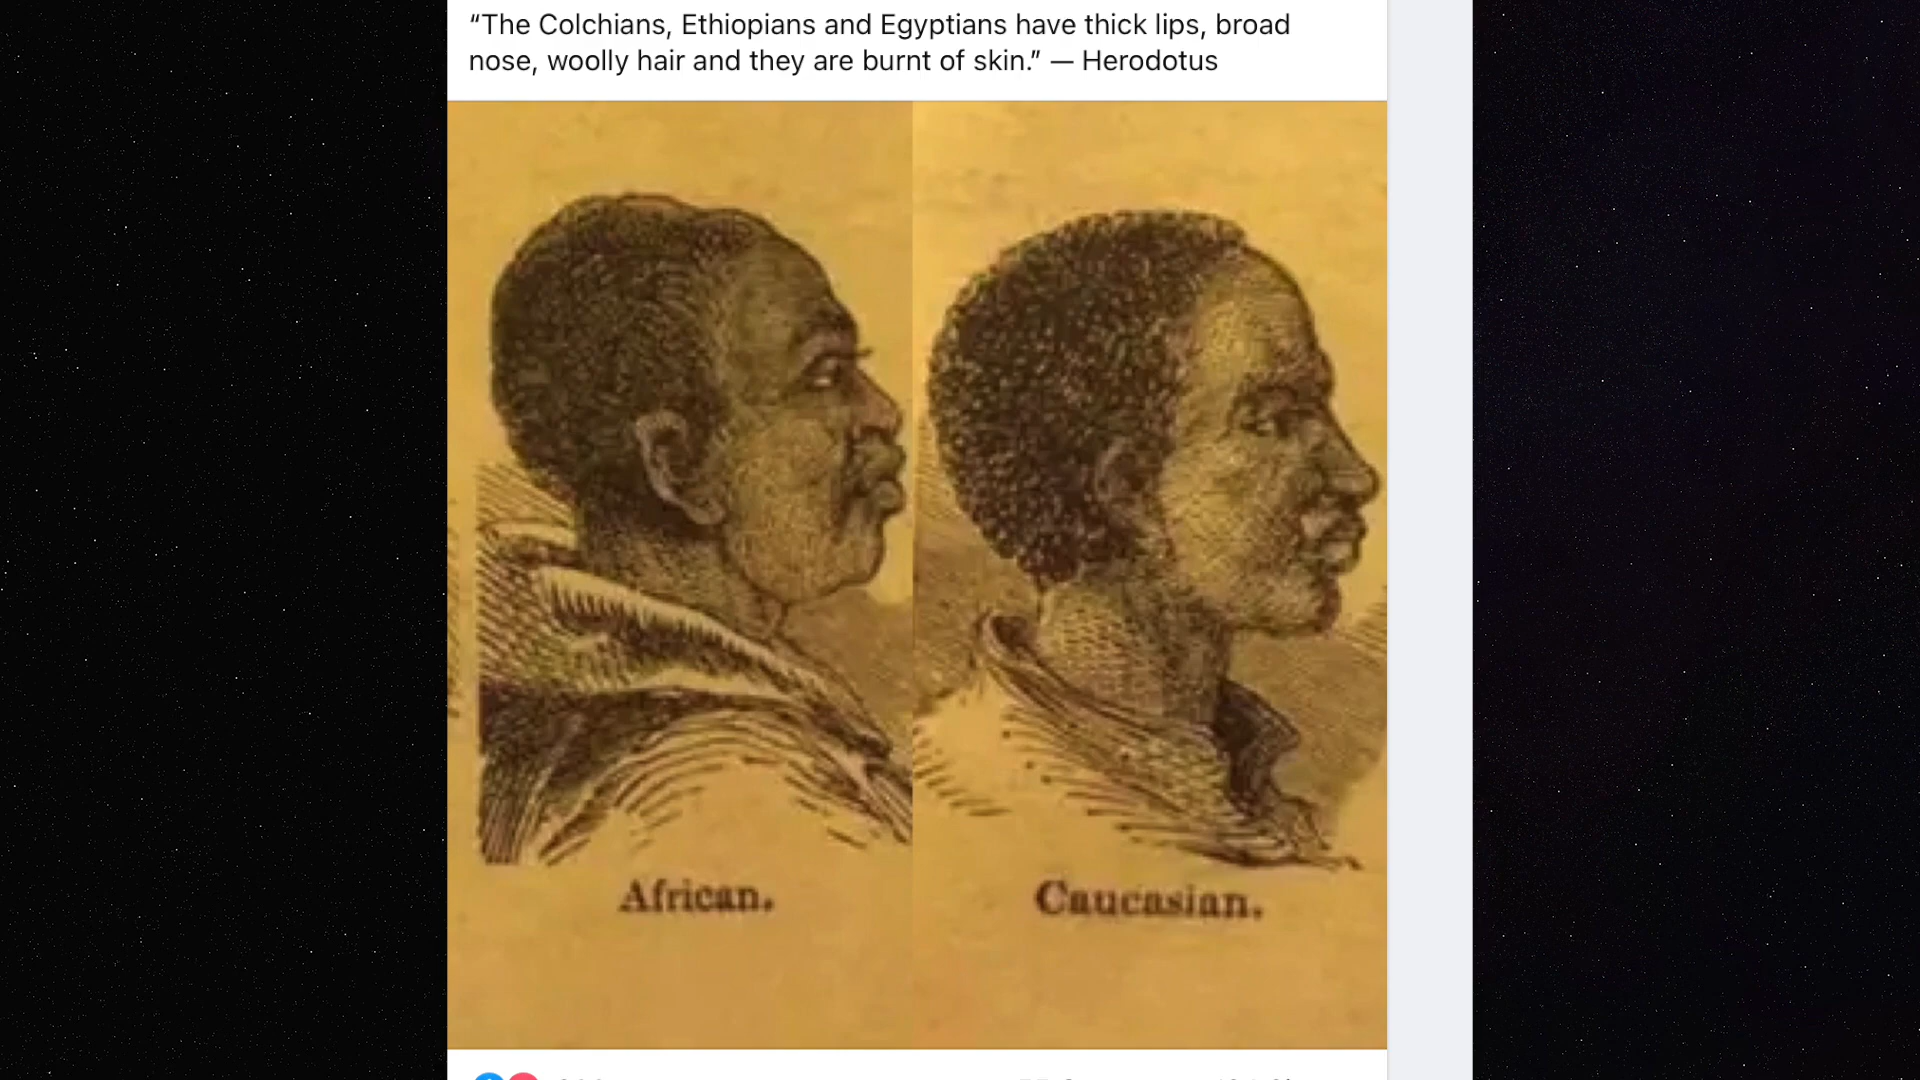 “The Colchians, Ethiopians and Egyptians have thick lips, broad
nose, woolly hair and they are burnt of skin.” — Herodotus
African.
Caucasian.